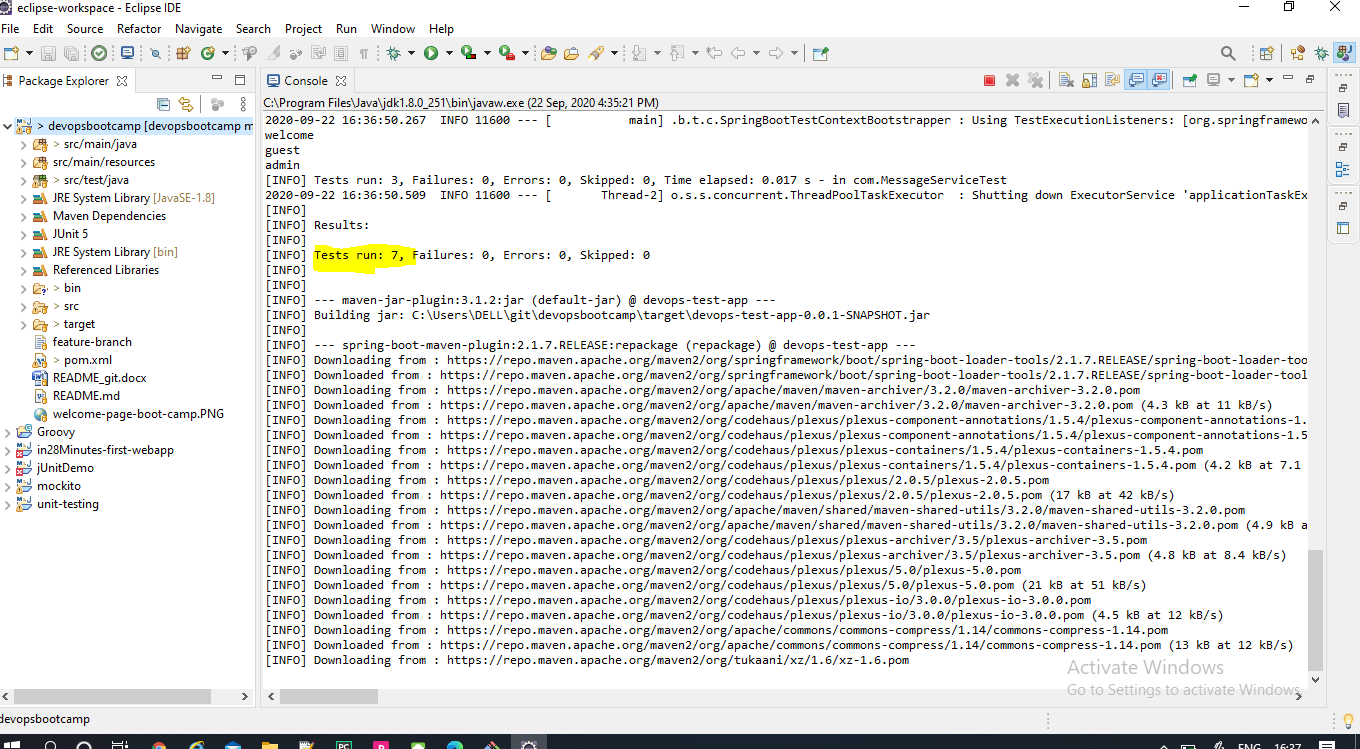 eclipse-workspace - Eclipse IDE
File Edit Source Refactor Navigate Search Project Run Window Help
Package Explorer
> devopsbootcamp [devopsbootcamp m
> src/main/java
src/main/resources
> src/test/java
JRE System Library [JavaSE-1.8]
Maven Dependencies
JUnit 5
JRE System Library [bin]
Referenced Libraries
> bin
> src
> target
feature-branch
> pom.xml
README_git.docx
README.md
welcome-page-boot-camp.PNG
Groovy
in28Minutes-first-webapp
jUnitDemo
mockito
unit-testing
Console
C:\Program Files\Java\jdk1.8.0_251\bin\javaw.exe (22 Sep, 2020 4:35:21 PM)
2020-09-22 16:36:50.267  INFO 11600 --- [           main] .b.t.c.SpringBootTestContextBootstrapper : Using TestExecutionListeners: [org.springframewo
welcome
guest
admin
[INFO] Tests run: 3, Failures: 0, Errors: 0, Skipped: 0, Time elapsed: 0.017 s - in com.MessageServiceTest
2020-09-22 16:36:50.509  INFO 11600 --- [       Thread-2] o.s.s.concurrent.ThreadPoolTaskExecutor  : Shutting down ExecutorService 'applicationTaskEx
[INFO]
[INFO] Results:
[INFO]
[INFO] Tests run: 7, Failures: 0, Errors: 0, Skipped: 0
[INFO]
[INFO]
[INFO] --- maven-jar-plugin:3.1.2:jar (default-jar) @ devops-test-app ---
[INFO] Building jar: C:\Users\DELL\git\devopsbootcamp\target\devops-test-app-0.0.1-SNAPSHOT.jar
[INFO]
[INFO] --- spring-boot-maven-plugin:2.1.7.RELEASE:repackage (repackage) @ devops-test-app ---
[INFO] Downloading from : https://repo.maven.apache.org/maven2/org/springframework/boot/spring-boot-loader-tools/2.1.7.RELEASE/spring-boot-loader-too
[INFO] Downloaded from : https://repo.maven.apache.org/maven2/org/springframework/boot/spring-boot-loader-tools/2.1.7.RELEASE/spring-boot-loader-tool
[INFO] Downloading from : https://repo.maven.apache.org/maven2/org/apache/maven/maven-archiver/3.2.0/maven-archiver-3.2.0.pom
[INFO] Downloaded from : https://repo.maven.apache.org/maven2/org/apache/maven/maven-archiver/3.2.0/maven-archiver-3.2.0.pom (4.3 kB at 11 kB/s)
[INFO] Downloading from : https://repo.maven.apache.org/maven2/org/codehaus/plexus/plexus-component-annotations/1.5.4/plexus-component-annotations-1.
[INFO] Downloaded from : https://repo.maven.apache.org/maven2/org/codehaus/plexus/plexus-component-annotations/1.5.4/plexus-component-annotations-1.5
[INFO] Downloading from : https://repo.maven.apache.org/maven2/org/codehaus/plexus/plexus-containers/1.5.4/plexus-containers-1.5.4.pom
[INFO] Downloaded from : https://repo.maven.apache.org/maven2/org/codehaus/plexus/plexus-containers/1.5.4/plexus-containers-1.5.4.pom (4.2 kB at 7.1
[INFO] Downloading from : https://repo.maven.apache.org/maven2/org/codehaus/plexus/plexus/2.0.5/plexus-2.0.5.pom
[INFO] Downloaded from : https://repo.maven.apache.org/maven2/org/codehaus/plexus/plexus/2.0.5/plexus-2.0.5.pom (17 kB at 42 kB/s)
[INFO] Downloading from : https://repo.maven.apache.org/maven2/org/apache/maven/shared/maven-shared-utils/3.2.0/maven-shared-utils-3.2.0.pom
[INFO] Downloaded from : https://repo.maven.apache.org/maven2/org/apache/maven/shared/maven-shared-utils/3.2.0/maven-shared-utils-3.2.0.pom (4.9 kB a
[INFO] Downloading from : https://repo.maven.apache.org/maven2/org/codehaus/plexus/plexus-archiver/3.5/plexus-archiver-3.5.pom
[INFO] Downloaded from : https://repo.maven.apache.org/maven2/org/codehaus/plexus/plexus-archiver/3.5/plexus-archiver-3.5.pom (4.8 kB at 8.4 kB/s)
[INFO] Downloading from : https://repo.maven.apache.org/maven2/org/codehaus/plexus/plexus/5.0/plexus-5.0.pom
[INFO] Downloaded from : https://repo.maven.apache.org/maven2/org/codehaus/plexus/plexus/5.0/plexus-5.0.pom (21 kB at 51 kB/s)
[INFO] Downloading from : https://repo.maven.apache.org/maven2/org/codehaus/plexus/plexus-io/3.0.0/plexus-io-3.0.0.pom
[INFO] Downloaded from : https://repo.maven.apache.org/maven2/org/codehaus/plexus/plexus-io/3.0.0/plexus-io-3.0.0.pom (4.5 kB at 12 kB/s)
[INFO] Downloading from : https://repo.maven.apache.org/maven2/org/apache/commons/commons-compress/1.14/commons-compress-1.14.pom
[INFO] Downloaded from : https://repo.maven.apache.org/maven2/org/apache/commons/commons-compress/1.14/commons-compress-1.14.pom (13 kB at 12 kB/s)
[INFO] Downloading from : https://repo.maven.apache.org/maven2/org/tukaani/xz/1.6/xz-1.6.pom
Activate Windows
Go to Settings to activate Windows.
devopsbootcamp
ENG 16:37